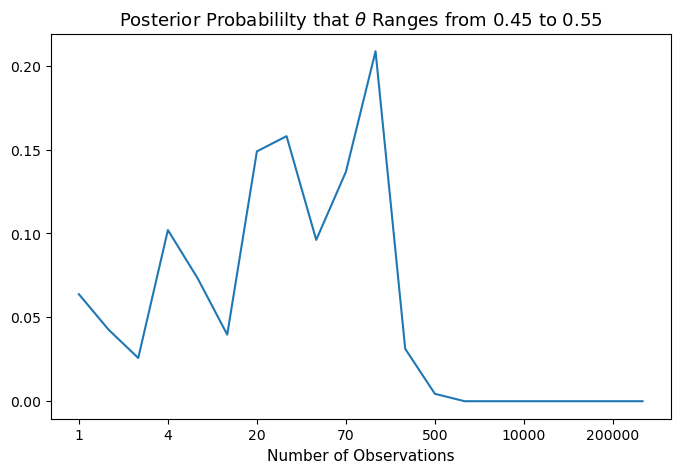 Posterior Probabililty that θ Ranges from 0.45 to 0.55
0.20
0.15
0.10
0.05
0.00
1 4 20 70 500 10000 200000
Number of Observations